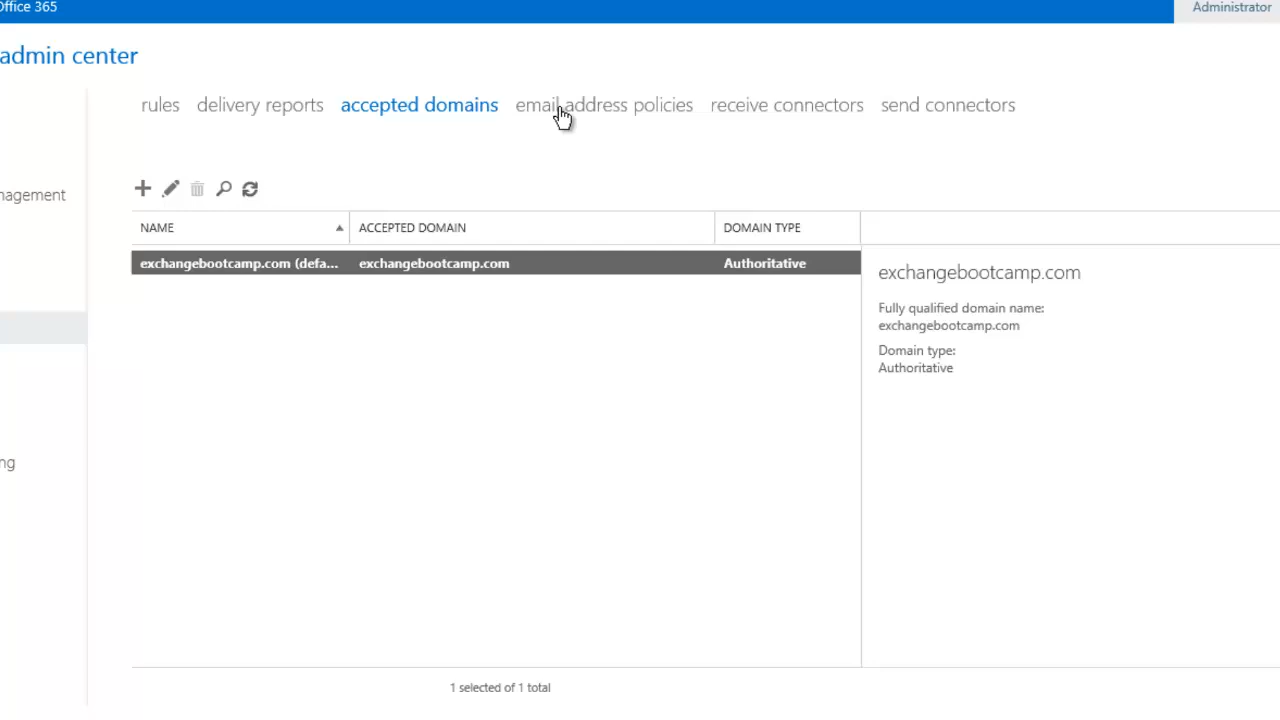 Office 365
Administrator
admin center
rules delivery reports accepted domains email address policies receive connectors send connectors
nagement
NAME ACCEPTED DOMAIN DOMAIN TYPE
exchangebootcamp.com (defa... exchangebootcamp.com Authoritative
exchangebootcamp.com
Fully qualified domain name:
exchangebootcamp.com
Domain type:
Authoritative
ng
1 selected of 1 total